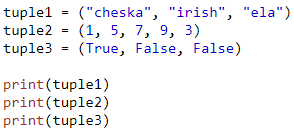 tuple1 = ("cheska", "irish", "ela")
tuple2 = (1, 5, 7, 9, 3)
tuple3 = (True, False, False)
print(tuple1)
print(tuple2)
print(tuple3)